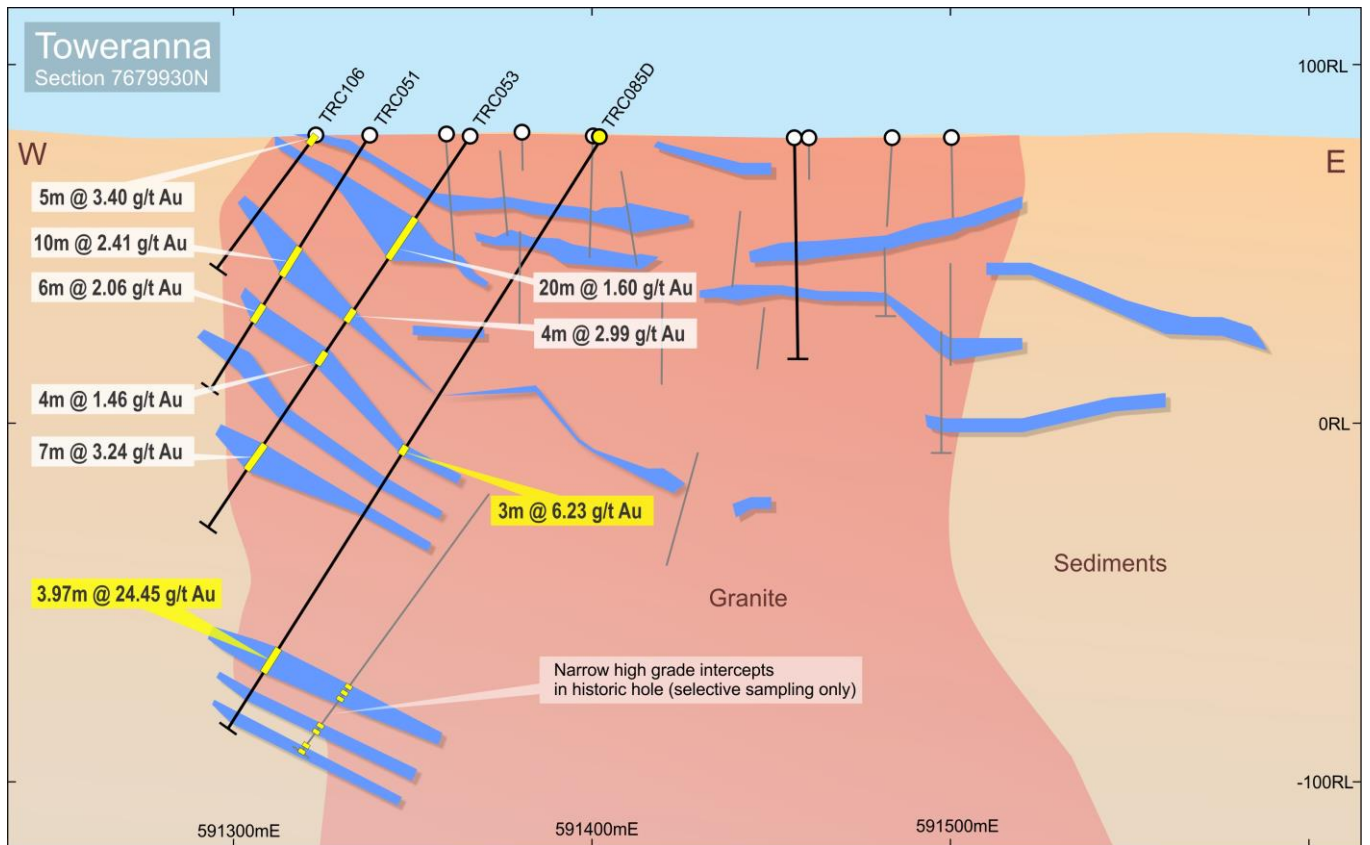 Toweranna
Section 7679930N
TRC106
TRC051
TRC053
TRC085D
100RL
W
E
5m @ 3.40 g/t Au
10m @ 2.41 g/t Au
6m @ 2.06 g/t Au
20m @ 1.60 g/t Au
4m @ 2.99 g/t Au
4m @ 1.46 g/t Au
0RL
7m @ 3.24 g/t Au
3m @ 6.23 g/t Au
Sediments
3.97m @ 24.45 g/t Au
Granite
Narrow high grade intercepts
in historic hole (selective sampling only)
-100RL
591300mE
591400mE
591500mE